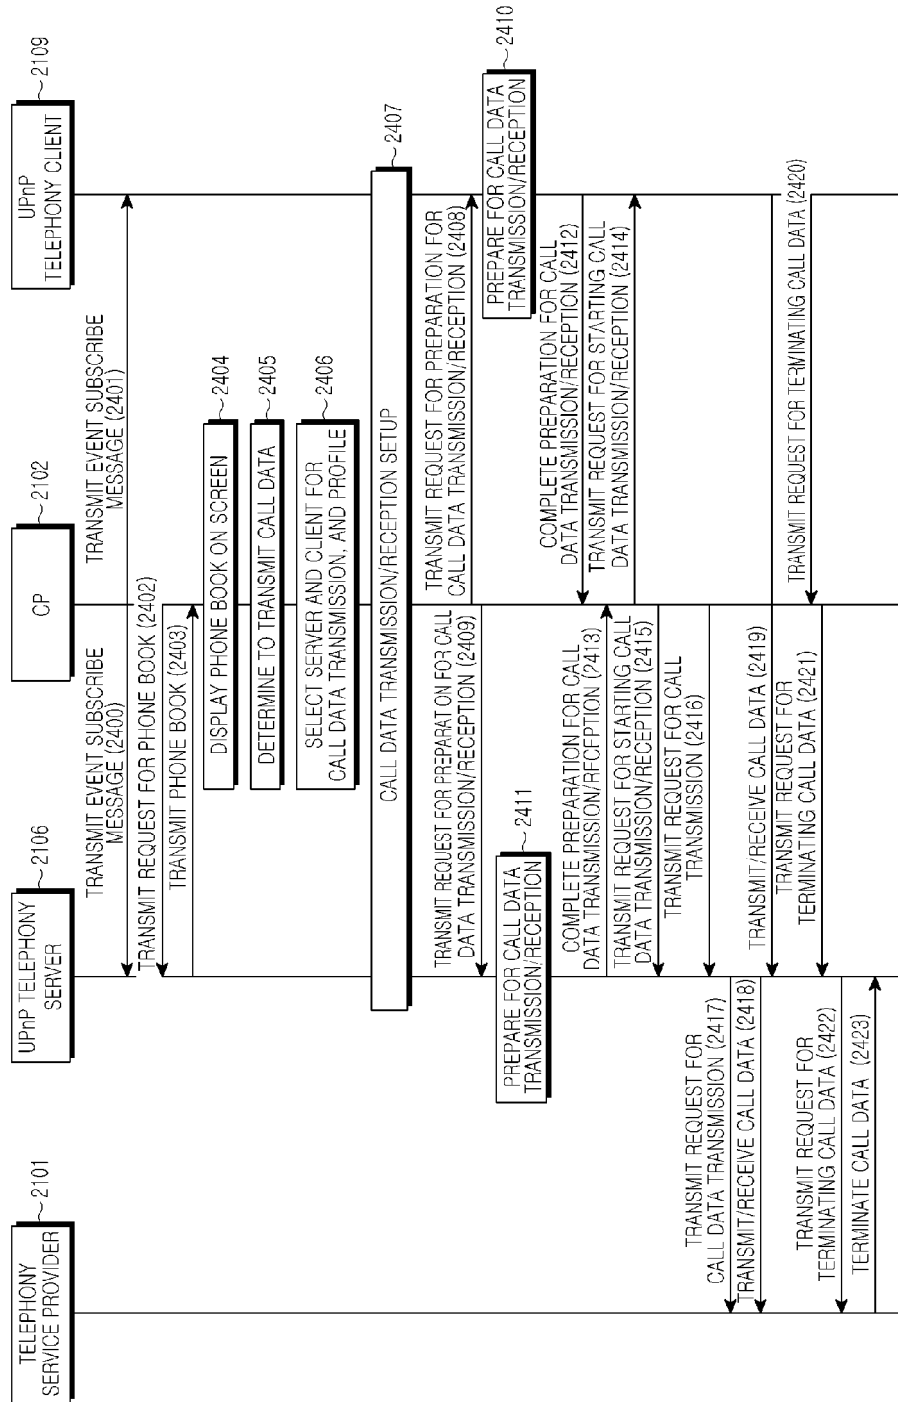 TELEPHONY
SERVICE PROVIDER
2101
UPnP TELEPHONY
SERVER
2106
CP
2102
UPnP
TELEPHONY CLIENT
2109
TRANSMIT EVENT SUBSCRIBE
MESSAGE (2400)
TRANSMIT EVENT SUBSCRIBE
MESSAGE (2401)
TRANSMIT REQUEST FOR PHONE BOOK (2402)
TRANSMIT PHONE BOOK (2403)
DISPLAY PHONE BOOK ON SCREEN
2404
DETERMINE TO TRANSMIT CALL DATA
2405
SELECT SERVER AND CLIENT FOR
CALL DATA TRANSMISSION, AND PROFILE
2406
CALL DATA TRANSMISSION/RECEPTION SETUP
2407
TRANSMIT REQUEST FOR PREPARATION FOR
CALL DATA TRANSMISSION/RECEPTION (2408)
TRANSMIT REQUEST FOR PREPARATION FOR CALL
DATA TRANSMISSION/RECEPTION (2409)
PREPARE FOR CALL DATA
TRANSMISSION/RECEPTION
2410
PREPARE FOR CALL DATA
TRANSMISSION/RECEPTION
2411
COMPLETE PREPARATION FOR CALL
DATA TRANSMISSION/RECEPTION (2412)
COMPLETE PREPARATION FOR CALL
DATA TRANSMISSION/RECEPTION (2413)
TRANSMIT REQUEST FOR STARTING CALL
DATA TRANSMISSION/RECEPTION (2414)
TRANSMIT REQUEST FOR STARTING CALL
DATA TRANSMISSION/RECEPTION (2415)
TRANSMIT REQUEST FOR CALL
TRANSMISSION (2416)
TRANSMIT REQUEST FOR
CALL DATA TRANSMISSION (2417)
TRANSMIT/RECEIVE CALL DATA (2418)
TRANSMIT/RECEIVE CALL DATA (2419)
TRANSMIT REQUEST FOR TERMINATING CALL DATA (2420)
TRANSMIT REQUEST FOR
TERMINATING CALL DATA (2421)
TRANSMIT REQUEST FOR
TERMINATING CALL DATA (2422)
TERMINATE CALL DATA (2423)